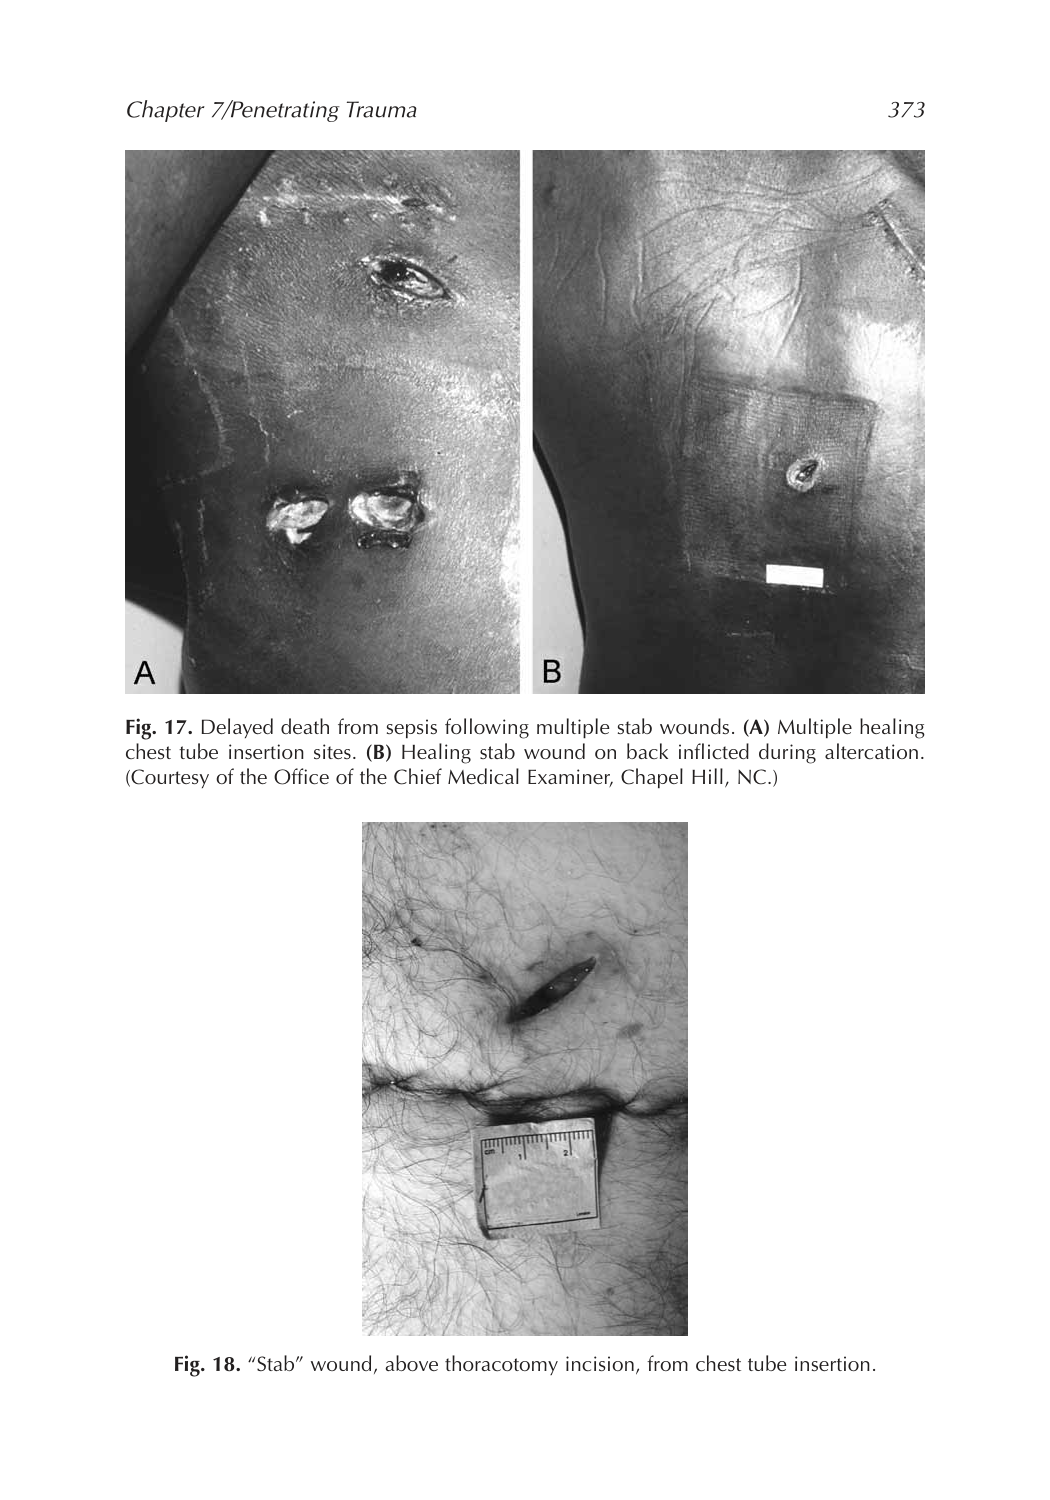 Chapter 7/Penetrating Trauma 373
A
B
Fig. 17. Delayed death from sepsis following multiple stab wounds. (A) Multiple healing
chest tube insertion sites. (B) Healing stab wound on back inflicted during altercation.
(Courtesy of the Office of the Chief Medical Examiner, Chapel Hill, NC.)
cm 1 2
Fig. 18. “Stab” wound, above thoracotomy incision, from chest tube insertion.